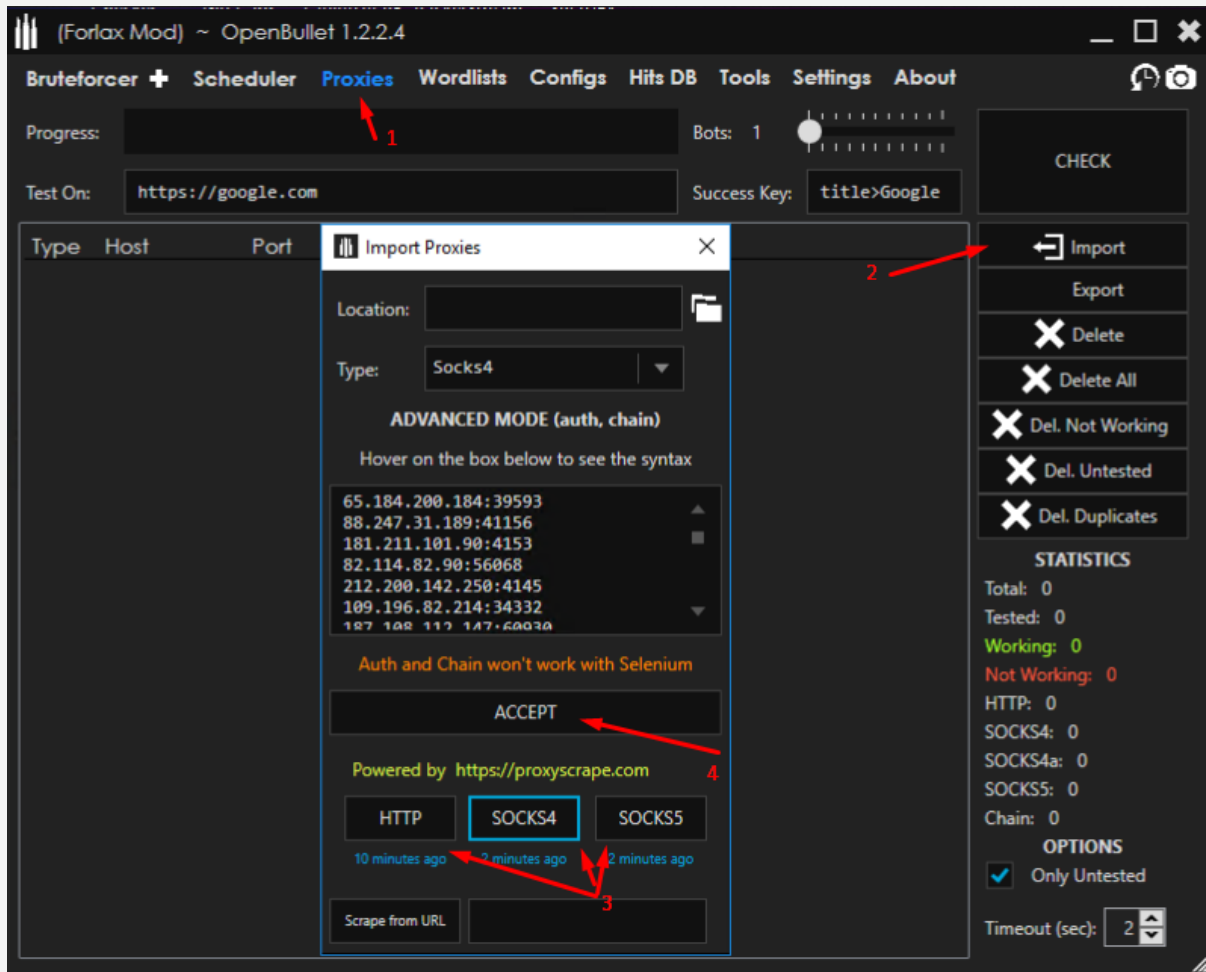 (Forlax Mod) ~ OpenBullet 1.2.2.4
Bruteforcer Scheduler Proxies Wordlists Configs Hits DB Tools Settings About
1
Progress:
Bots: 1
CHECK
Test On: https://google.com
Success Key: title>Google
Type Host Port
Import Proxies
2
Location:
Type: Socks4
ADVANCED MODE (auth, chain)
Hover on the box below to see the syntax
65.184.200.184:39593
88.247.31.189:41156
181.211.101.90:4153
82.114.82.90:56068
212.200.142.250:4145
109.196.82.214:34332
187.108.112.147:60930
Auth and Chain won't work with Selenium
ACCEPT
4
Powered by https://proxyscrape.com
HTTP SOCKS4 SOCKS5
10 minutes ago 2 minutes ago 2 minutes ago
3
Scrape from URL
Import
Export
Delete
Delete All
Del. Not Working
Del. Untested
Del. Duplicates
STATISTICS
Total: 0
Tested: 0
Working: 0
Not Working: 0
HTTP: 0
SOCKS4: 0
SOCKS4a: 0
SOCKS5: 0
Chain: 0
OPTIONS
Only Untested
Timeout (sec): 2